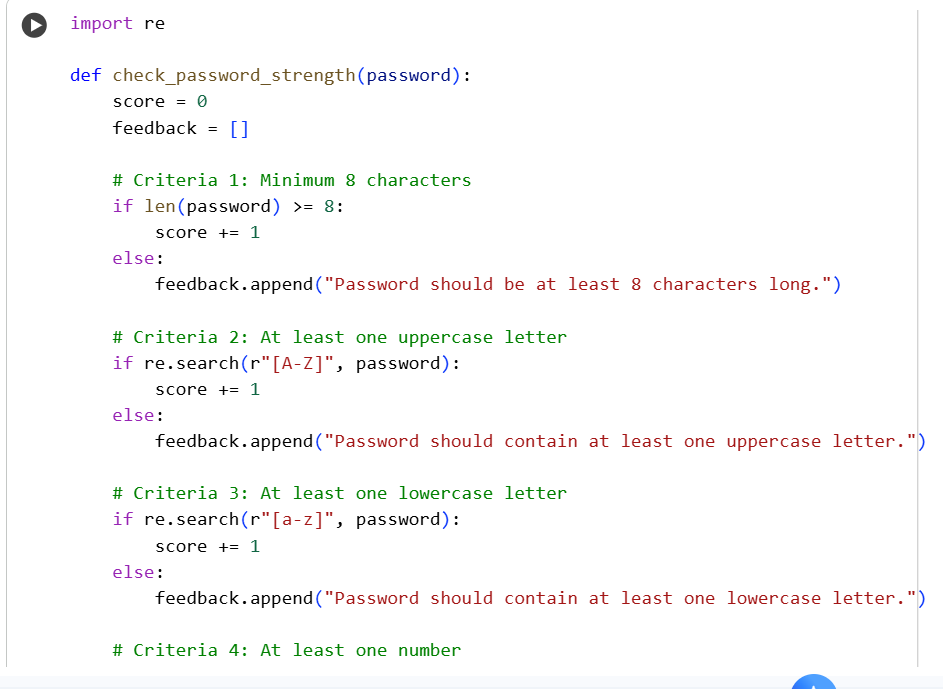 import re
def check_password_strength(password):
    score = 0
    feedback = []
    # Criteria 1: Minimum 8 characters
    if len(password) >= 8:
        score += 1
    else:
        feedback.append("Password should be at least 8 characters long.")
    # Criteria 2: At least one uppercase letter
    if re.search(r"[A-Z]", password):
        score += 1
    else:
        feedback.append("Password should contain at least one uppercase letter.")
    # Criteria 3: At least one lowercase letter
    if re.search(r"[a-z]", password):
        score += 1
    else:
        feedback.append("Password should contain at least one lowercase letter.")
    # Criteria 4: At least one number